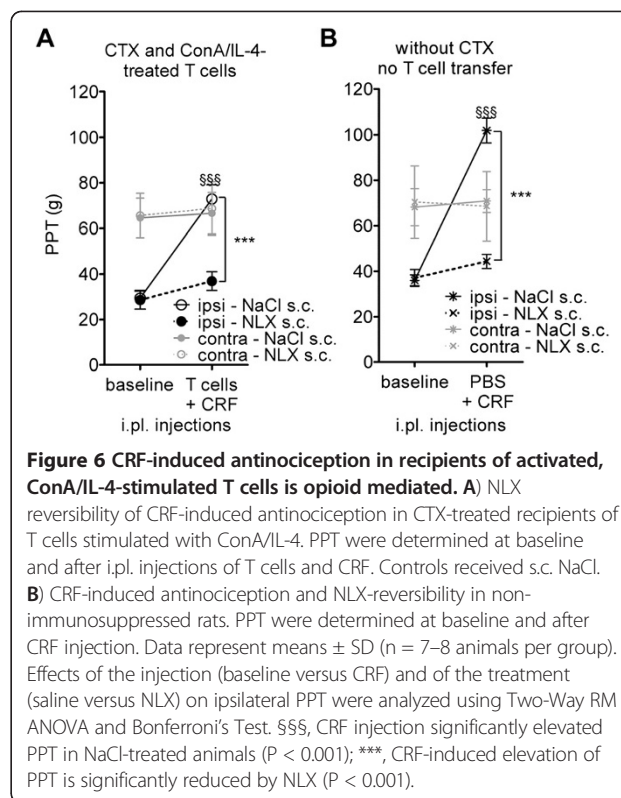 A
CTX and ConA/IL-4-
treated T cells
120
100
80
60
40
20
0
PPT (g)
§§§
***
ipsi - NaCl s.c.
ipsi - NLX s.c.
contra - NaCl s.c.
contra - NLX s.c.
baseline
T cells
+ CRF
i.pl. injections
B
without CTX
no T cell transfer
120
100
80
60
40
20
0
§§§
***
ipsi - NaCl s.c.
ipsi - NLX s.c.
contra - NaCl s.c.
contra - NLX s.c.
baseline
PBS
+ CRF
i.pl. injections
Figure 6 CRF-induced antinociception in recipients of activated,
ConA/IL-4-stimulated T cells is opioid mediated. A) NLX
reversibility of CRF-induced antinociception in CTX-treated recipients of
T cells stimulated with ConA/IL-4. PPT were determined at baseline
and after i.pl. injections of T cells and CRF. Controls received s.c. NaCl.
B) CRF-induced antinociception and NLX-reversibility in non-
immunosuppressed rats. PPT were determined at baseline and after
CRF injection. Data represent means ± SD (n = 7–8 animals per group).
Effects of the injection (baseline versus CRF) and of the treatment
(saline versus NLX) on ipsilateral PPT were analyzed using Two-Way RM
ANOVA and Bonferroni's Test. §§§, CRF injection significantly elevated
PPT in NaCl-treated animals (P < 0.001); ***, CRF-induced elevation of
PPT is significantly reduced by NLX (P < 0.001).